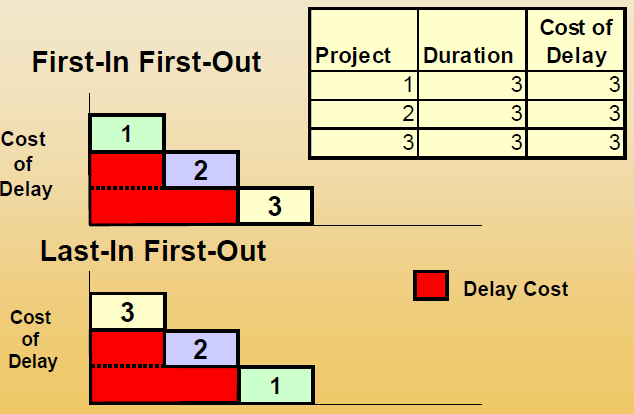 First-In First-Out
Project Duration Cost of Delay
1 3 3
2 3 3
3 3 3
Cost
of
Delay
1
2
3
Last-In First-Out
Cost
of
Delay
3
2
1
Delay Cost